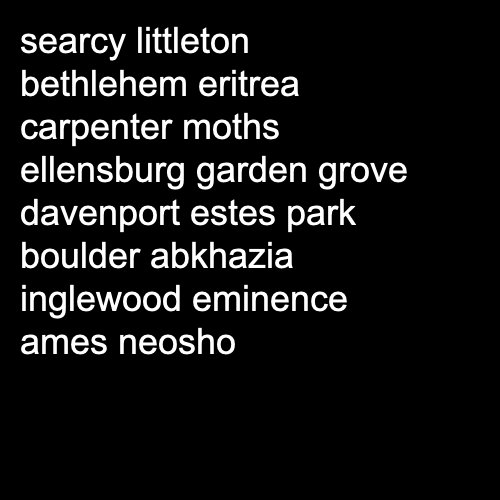 searcy littleton
bethlehem eritrea
carpenter moths
ellensburg garden grove
davenport estes park
boulder abkhazia
inglewood eminence
ames neosho